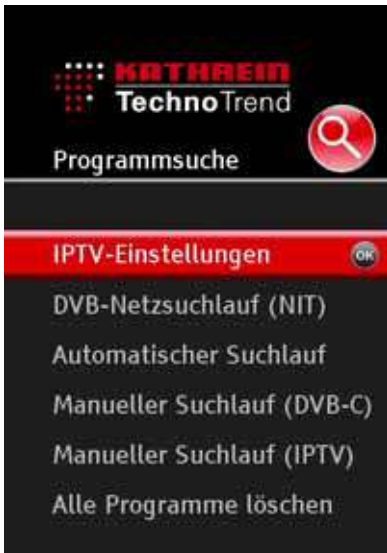 KATHREIN
TechnoTrend
Programmsuche
IPTV-Einstellungen OK
DVB-Netzsuchlauf (NIT)
Automatischer Suchlauf
Manueller Suchlauf (DVB-C)
Manueller Suchlauf (IPTV)
Alle Programme löschen